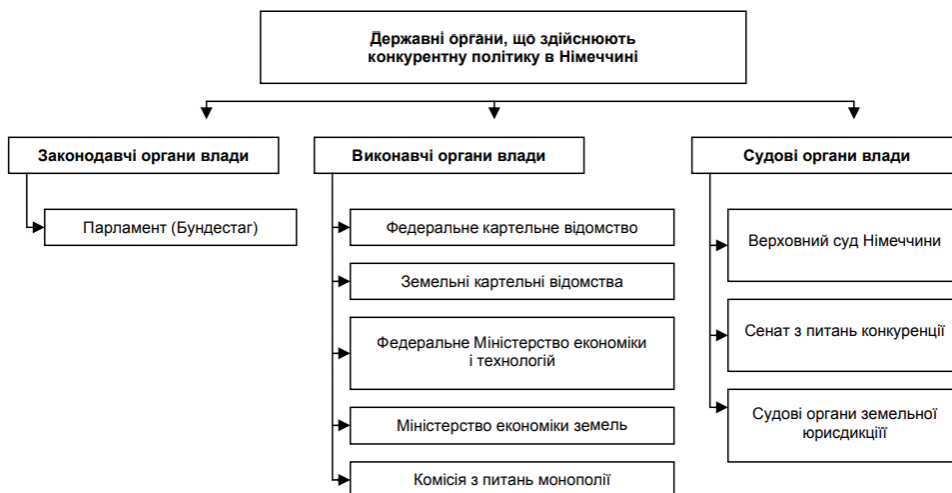 Державні органи, що здійснюють
конкурентну політику в Німеччині
Законодавчі органи влади
Парламент (Бундестаг)
Виконавчі органи влади
Федеральне картельне відомство
Земельні картельні відомства
Федеральне Міністерство економіки
і технологій
Міністерство економіки земель
Комісія з питань монополії
Судові органи влади
Верховний суд Німеччини
Сенат з питань конкуренції
Судові органи земельної
юрисдикціїї